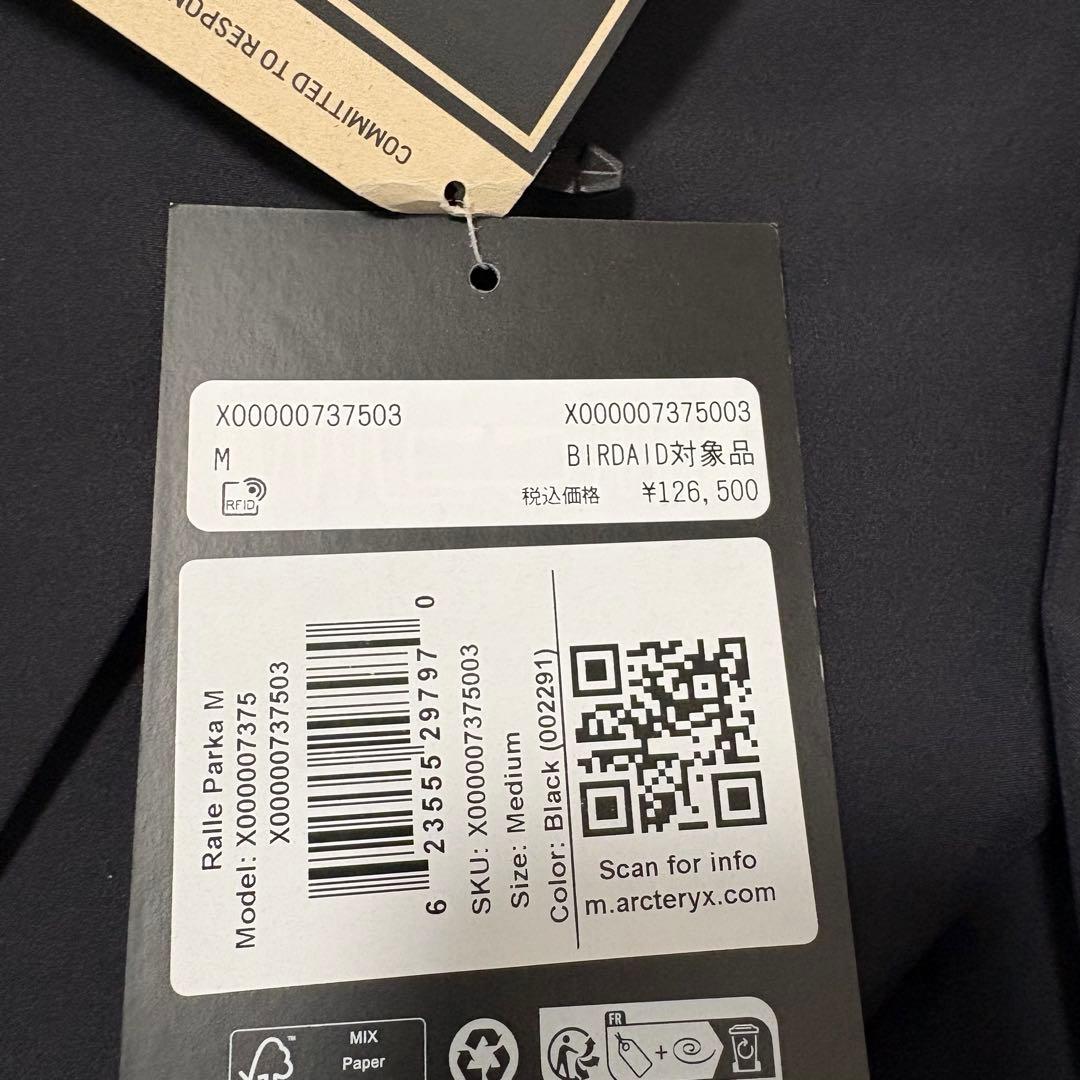 COMMITTED TO
X00000737503
X000007375003
M
BIRDAID対象品
RFID
税込価格 ¥126,500
Ralle Parka M
Model: X000007375
X00000737503
6 23555 29797 0
SKU: X000007375003
Size: Medium
Color: Black (002291)
Scan for info
m.arcteryx.com
MIX
Paper
FR